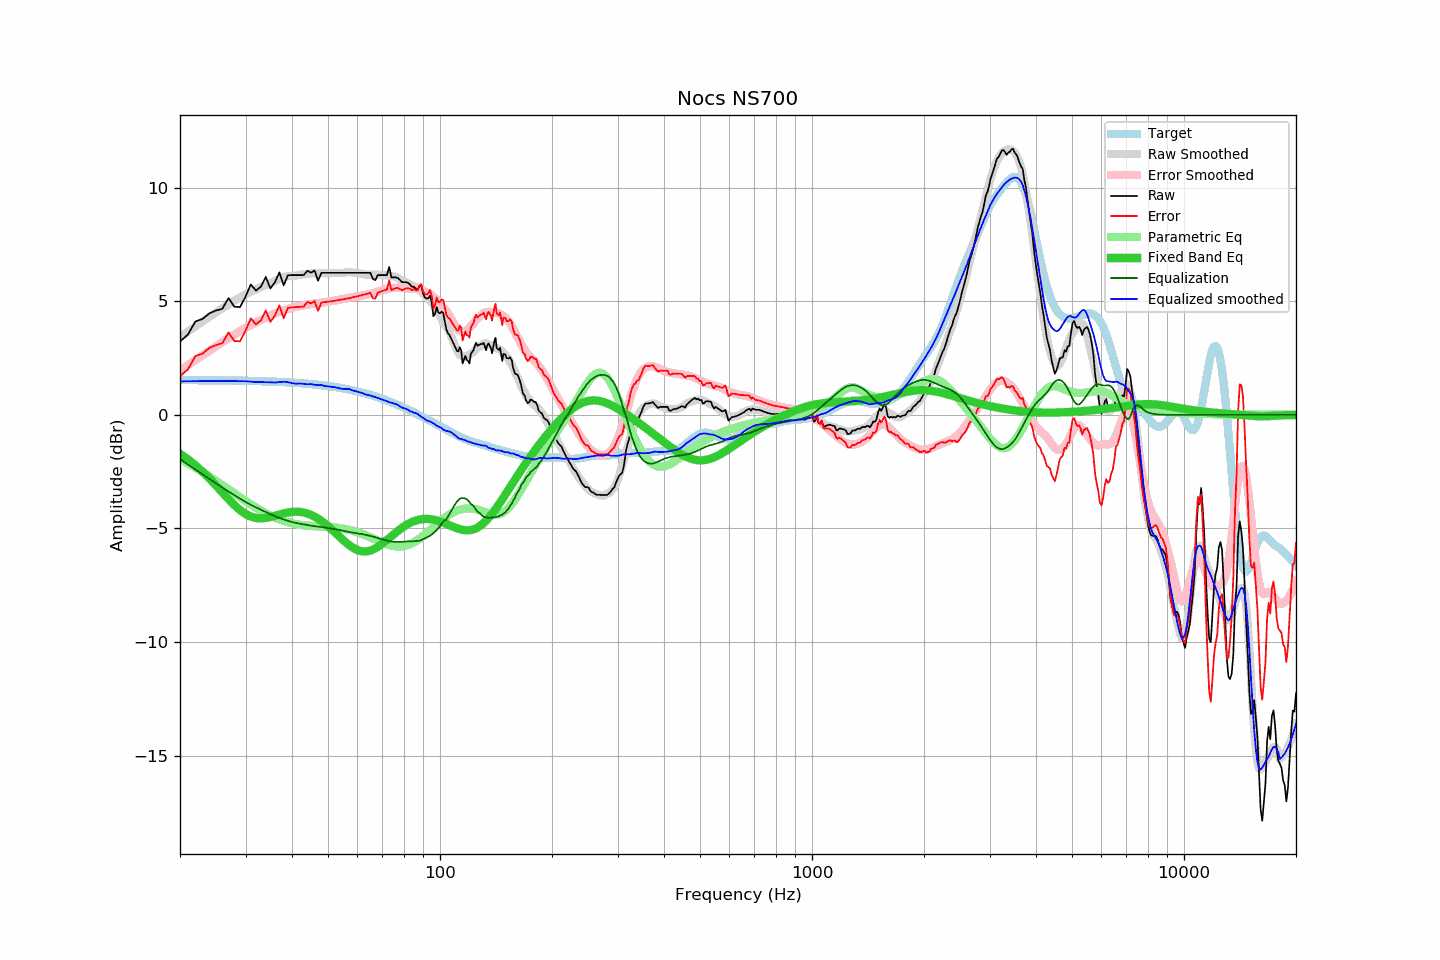 Nocs NS700
Target
Raw Smoothed
Error Smoothed
Raw
Error
Parametric Eq
Fixed Band Eq
Equalization
Equalized smoothed
10
5
0
−5
−10
−15
Amplitude (dBr)
100
1000
10000
Frequency (Hz)